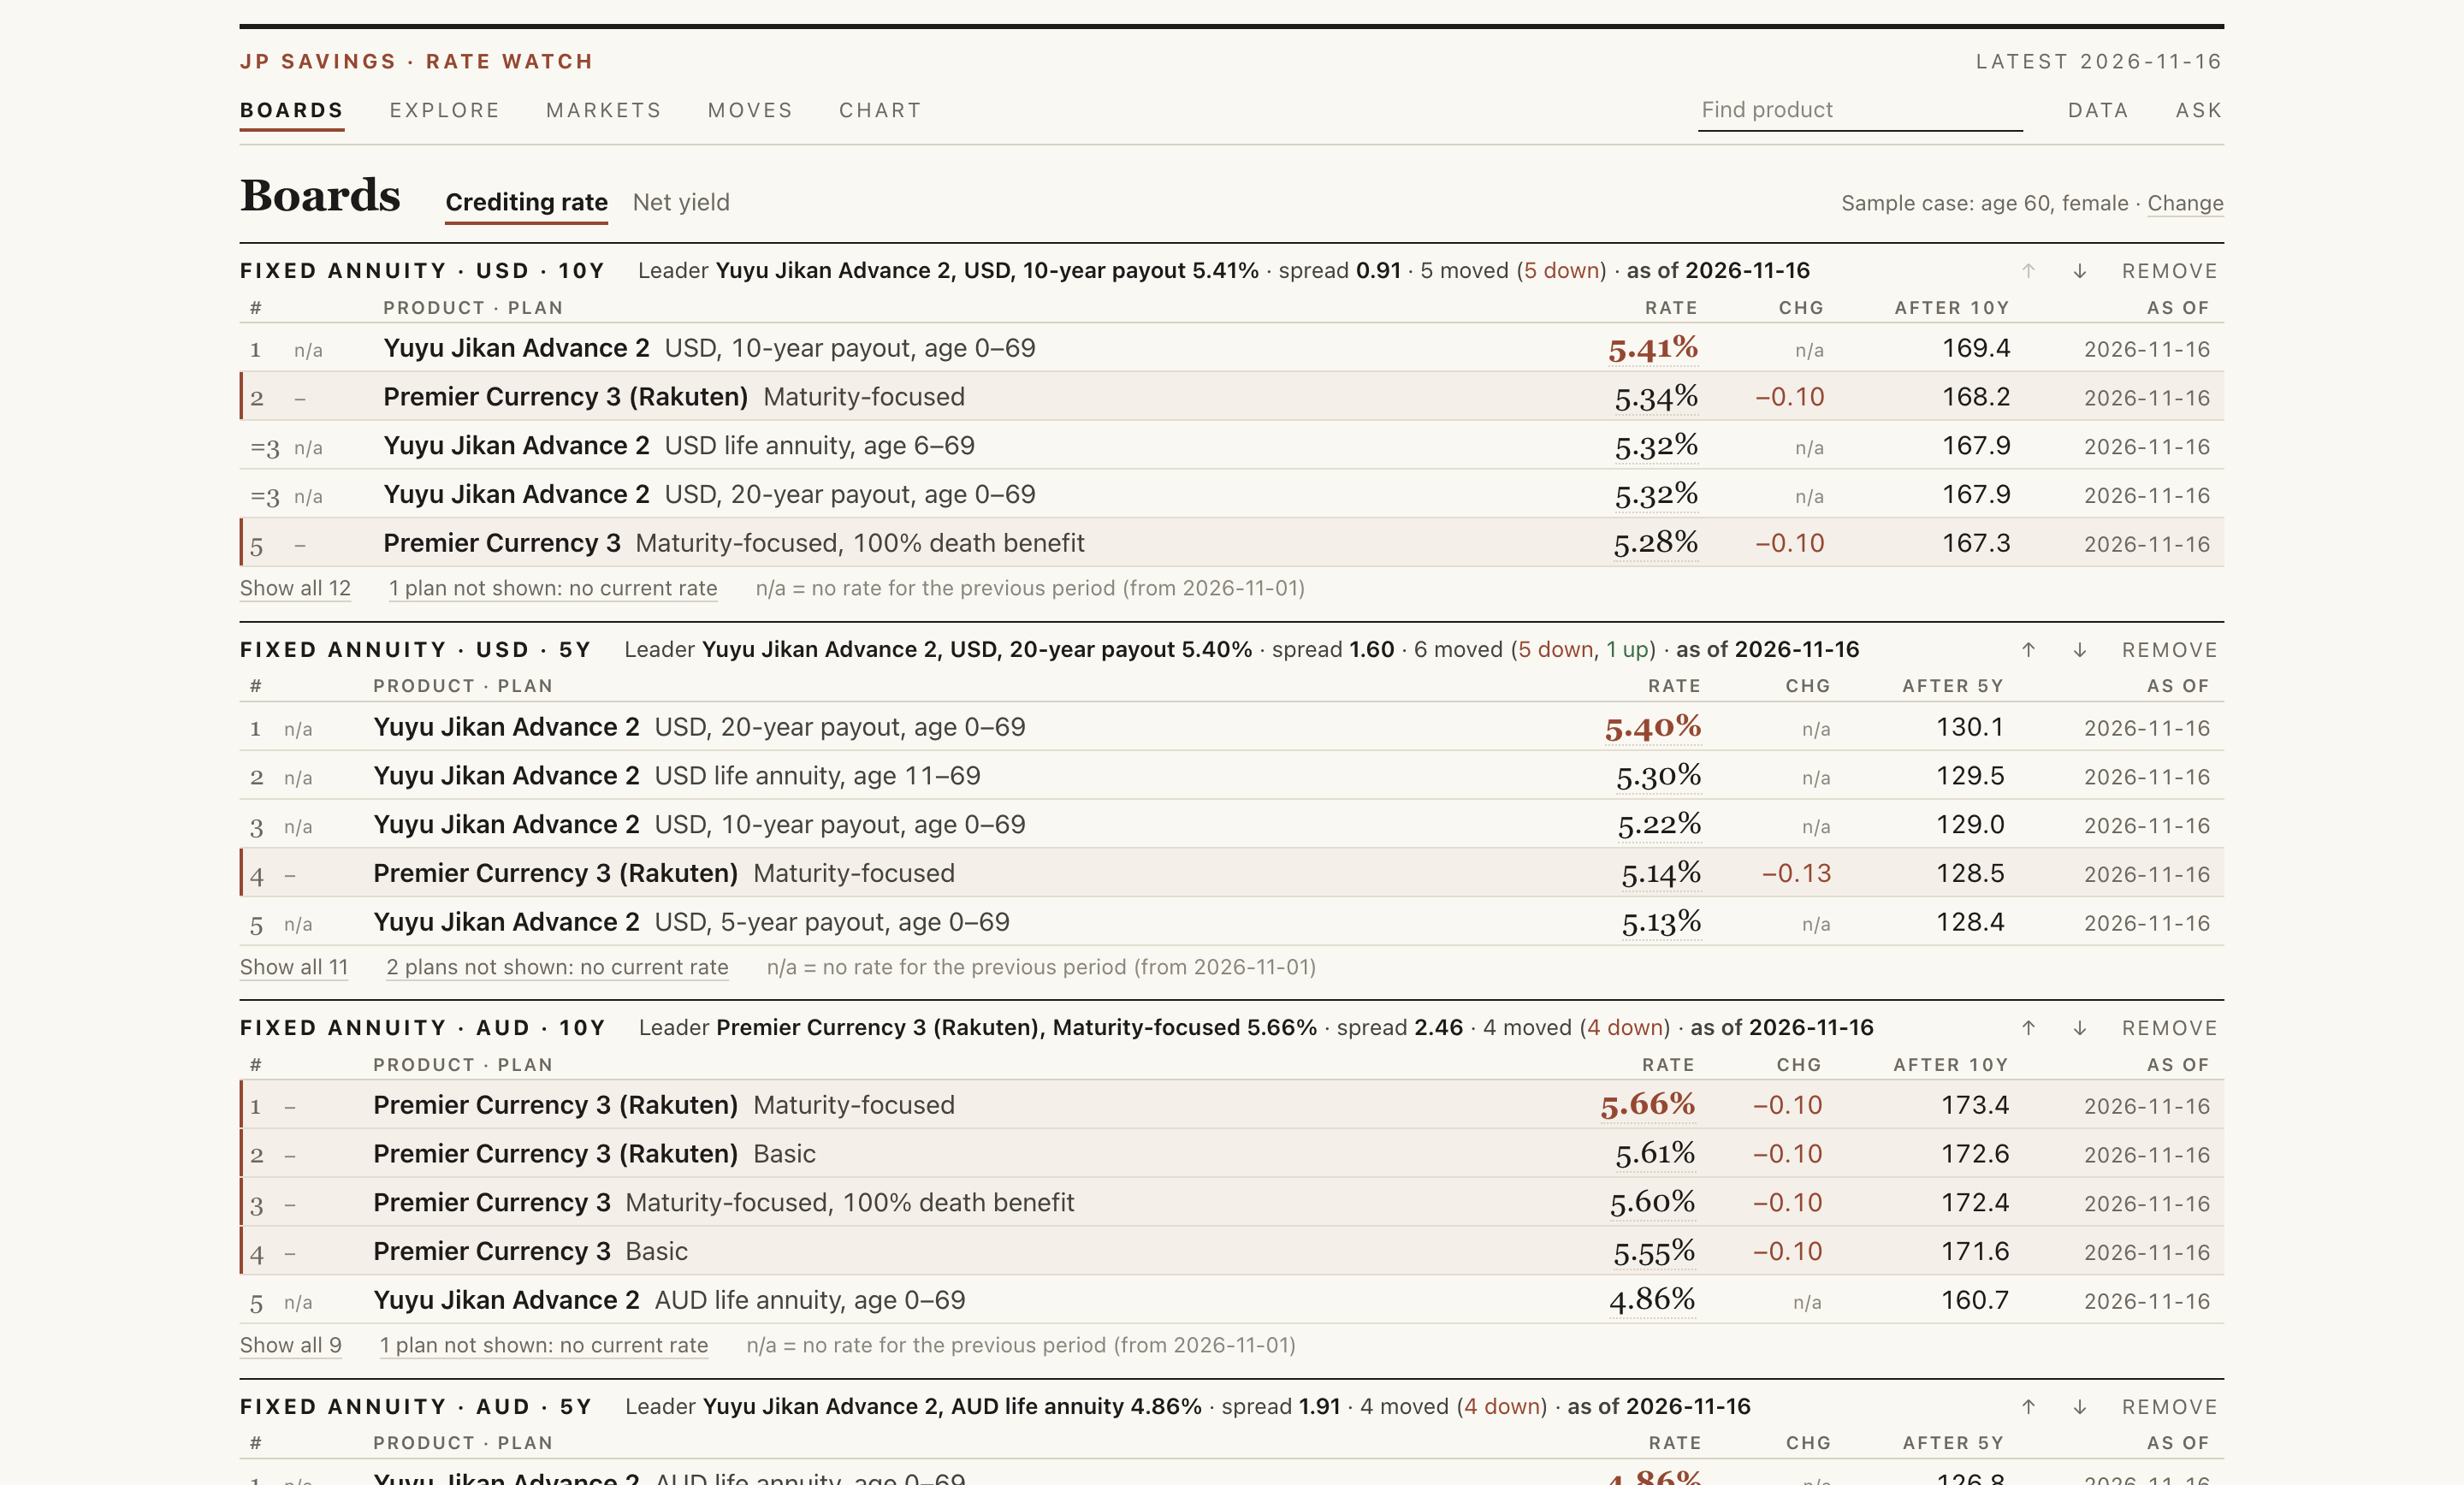 JP SAVINGS · RATE WATCH LATEST 2026-11-16
BOARDS EXPLORE MARKETS MOVES CHART Find product DATA ASK
Boards Crediting rate Net yield Sample case: age 60, female · Change
FIXED ANNUITY · USD · 10Y Leader Yuyu Jikan Advance 2, USD, 10-year payout 5.41% · spread 0.91 · 5 moved (5 down) · as of 2026-11-16 ↑ ↓ REMOVE
# PRODUCT · PLAN RATE CHG AFTER 10Y AS OF
1 n/a Yuyu Jikan Advance 2 USD, 10-year payout, age 0–69 5.41% n/a 169.4 2026-11-16
2 – Premier Currency 3 (Rakuten) Maturity-focused 5.34% −0.10 168.2 2026-11-16
=3 n/a Yuyu Jikan Advance 2 USD life annuity, age 6–69 5.32% n/a 167.9 2026-11-16
=3 n/a Yuyu Jikan Advance 2 USD, 20-year payout, age 0–69 5.32% n/a 167.9 2026-11-16
5 – Premier Currency 3 Maturity-focused, 100% death benefit 5.28% −0.10 167.3 2026-11-16
Show all 12 1 plan not shown: no current rate n/a = no rate for the previous period (from 2026-11-01)
FIXED ANNUITY · USD · 5Y Leader Yuyu Jikan Advance 2, USD, 20-year payout 5.40% · spread 1.60 · 6 moved (5 down, 1 up) · as of 2026-11-16 ↑ ↓ REMOVE
# PRODUCT · PLAN RATE CHG AFTER 5Y AS OF
1 n/a Yuyu Jikan Advance 2 USD, 20-year payout, age 0–69 5.40% n/a 130.1 2026-11-16
2 n/a Yuyu Jikan Advance 2 USD life annuity, age 11–69 5.30% n/a 129.5 2026-11-16
3 n/a Yuyu Jikan Advance 2 USD, 10-year payout, age 0–69 5.22% n/a 129.0 2026-11-16
4 – Premier Currency 3 (Rakuten) Maturity-focused 5.14% −0.13 128.5 2026-11-16
5 n/a Yuyu Jikan Advance 2 USD, 5-year payout, age 0–69 5.13% n/a 128.4 2026-11-16
Show all 11 2 plans not shown: no current rate n/a = no rate for the previous period (from 2026-11-01)
FIXED ANNUITY · AUD · 10Y Leader Premier Currency 3 (Rakuten), Maturity-focused 5.66% · spread 2.46 · 4 moved (4 down) · as of 2026-11-16 ↑ ↓ REMOVE
# PRODUCT · PLAN RATE CHG AFTER 10Y AS OF
1 – Premier Currency 3 (Rakuten) Maturity-focused 5.66% −0.10 173.4 2026-11-16
2 – Premier Currency 3 (Rakuten) Basic 5.61% −0.10 172.6 2026-11-16
3 – Premier Currency 3 Maturity-focused, 100% death benefit 5.60% −0.10 172.4 2026-11-16
4 – Premier Currency 3 Basic 5.55% −0.10 171.6 2026-11-16
5 n/a Yuyu Jikan Advance 2 AUD life annuity, age 0–69 4.86% n/a 160.7 2026-11-16
Show all 9 1 plan not shown: no current rate n/a = no rate for the previous period (from 2026-11-01)
FIXED ANNUITY · AUD · 5Y Leader Yuyu Jikan Advance 2, AUD life annuity 4.86% · spread 1.91 · 4 moved (4 down) · as of 2026-11-16 ↑ ↓ REMOVE
# PRODUCT · PLAN RATE CHG AFTER 5Y AS OF
1 n/a Yuyu Jikan Advance 2 AUD life annuity, age 0–69 4.86% n/a 126.8 2026-11-16